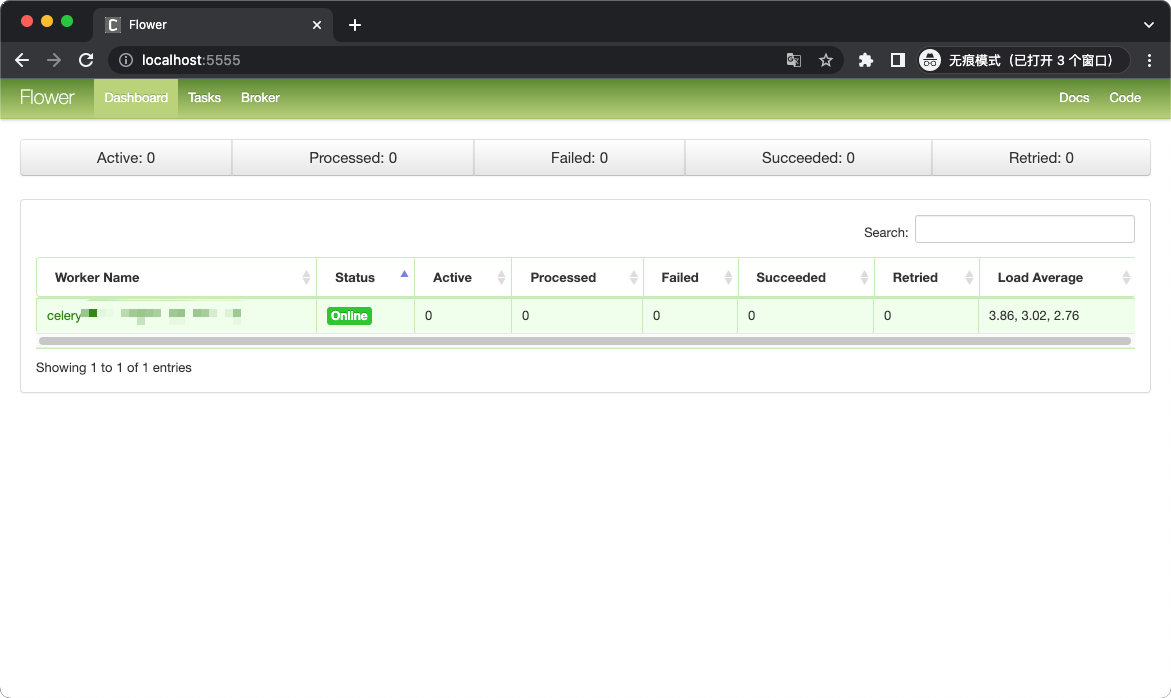 Flower
localhost:5555
无痕模式（已打开 3 个窗口）
Flower Dashboard Tasks Broker Docs Code
Active: 0 Processed: 0 Failed: 0 Succeeded: 0 Retried: 0
Search:
Worker Name Status Active Processed Failed Succeeded Retried Load Average
celery Online 0 0 0 0 0 3.86, 3.02, 2.76
Showing 1 to 1 of 1 entries